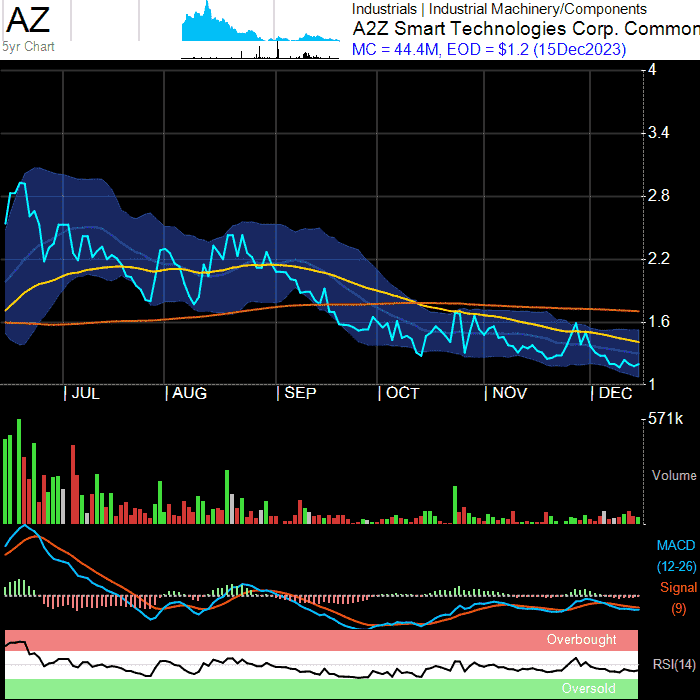 AZ
5yr Chart
Industrials | Industrial Machinery/Components
A2Z Smart Technologies Corp. Common
MC = 44.4M, EOD = $1.2 (15Dec2023)
4
3.4
2.8
2.2
1.6
1
| JUL | AUG | SEP | OCT | NOV | DEC
571k
Volume
MACD
(12-26)
Signal
(9)
Overbought
RSI(14)
Oversold